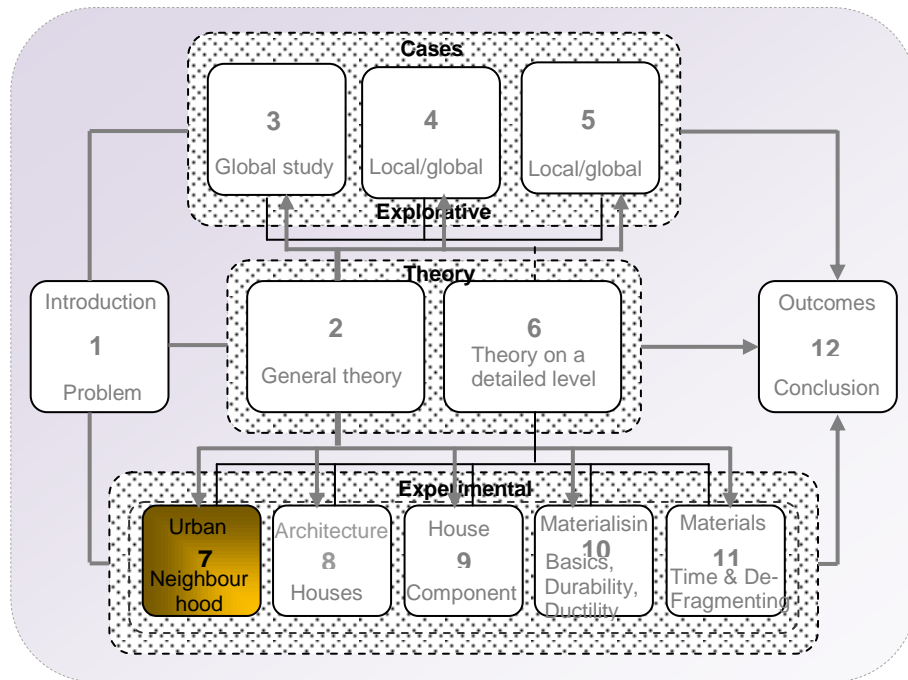 Cases
3
Global study
4
Local/global
5
Local/global
Explorative
Theory
Introduction
1
Problem
2
General theory
6
Theory on a
detailed level
Outcomes
12
Conclusion
Experimental
Urban
7
Neighbour
hood
Architecture
8
Houses
House
9
Component
Materialisin
10
Basics,
Durability,
Ductility
Materials
11
Time & De-
Fragmenting